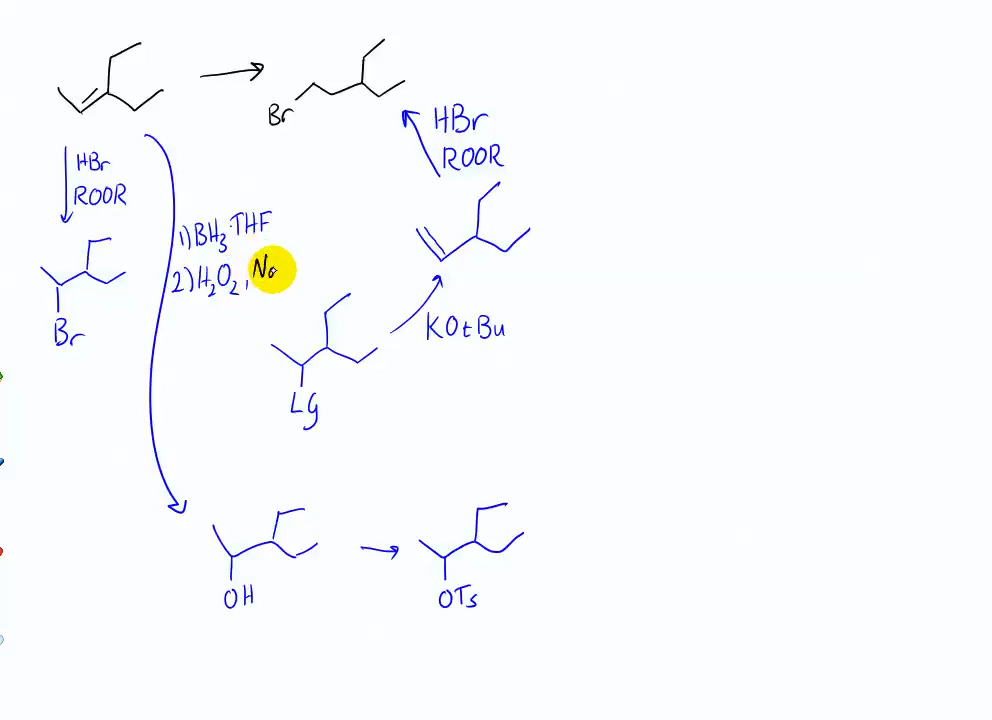 Br
HBr
ROOR
HBr
ROOR
1) BH3·THF
2) H2O2, Na
Br
KOtBu
LG
OH
OTs